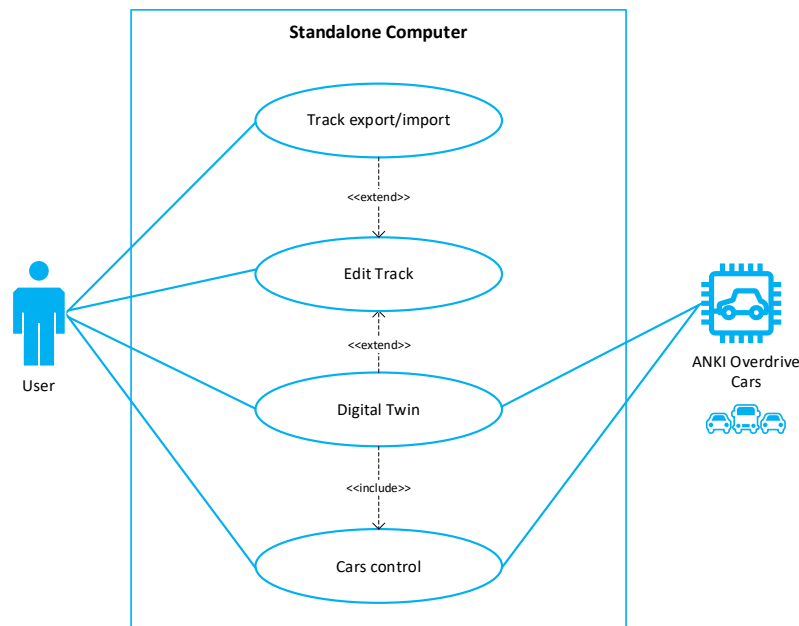 Standalone Computer
Track export/import
<<extend>>
Edit Track
<<extend>>
User
ANKI Overdrive
Cars
Digital Twin
<<include>>
Cars control